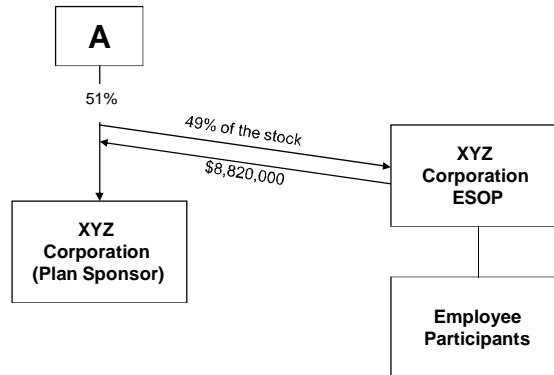 A
51%
49% of the stock
$8,820,000
XYZ
Corporation
ESOP
XYZ
Corporation
(Plan Sponsor)
Employee
Participants